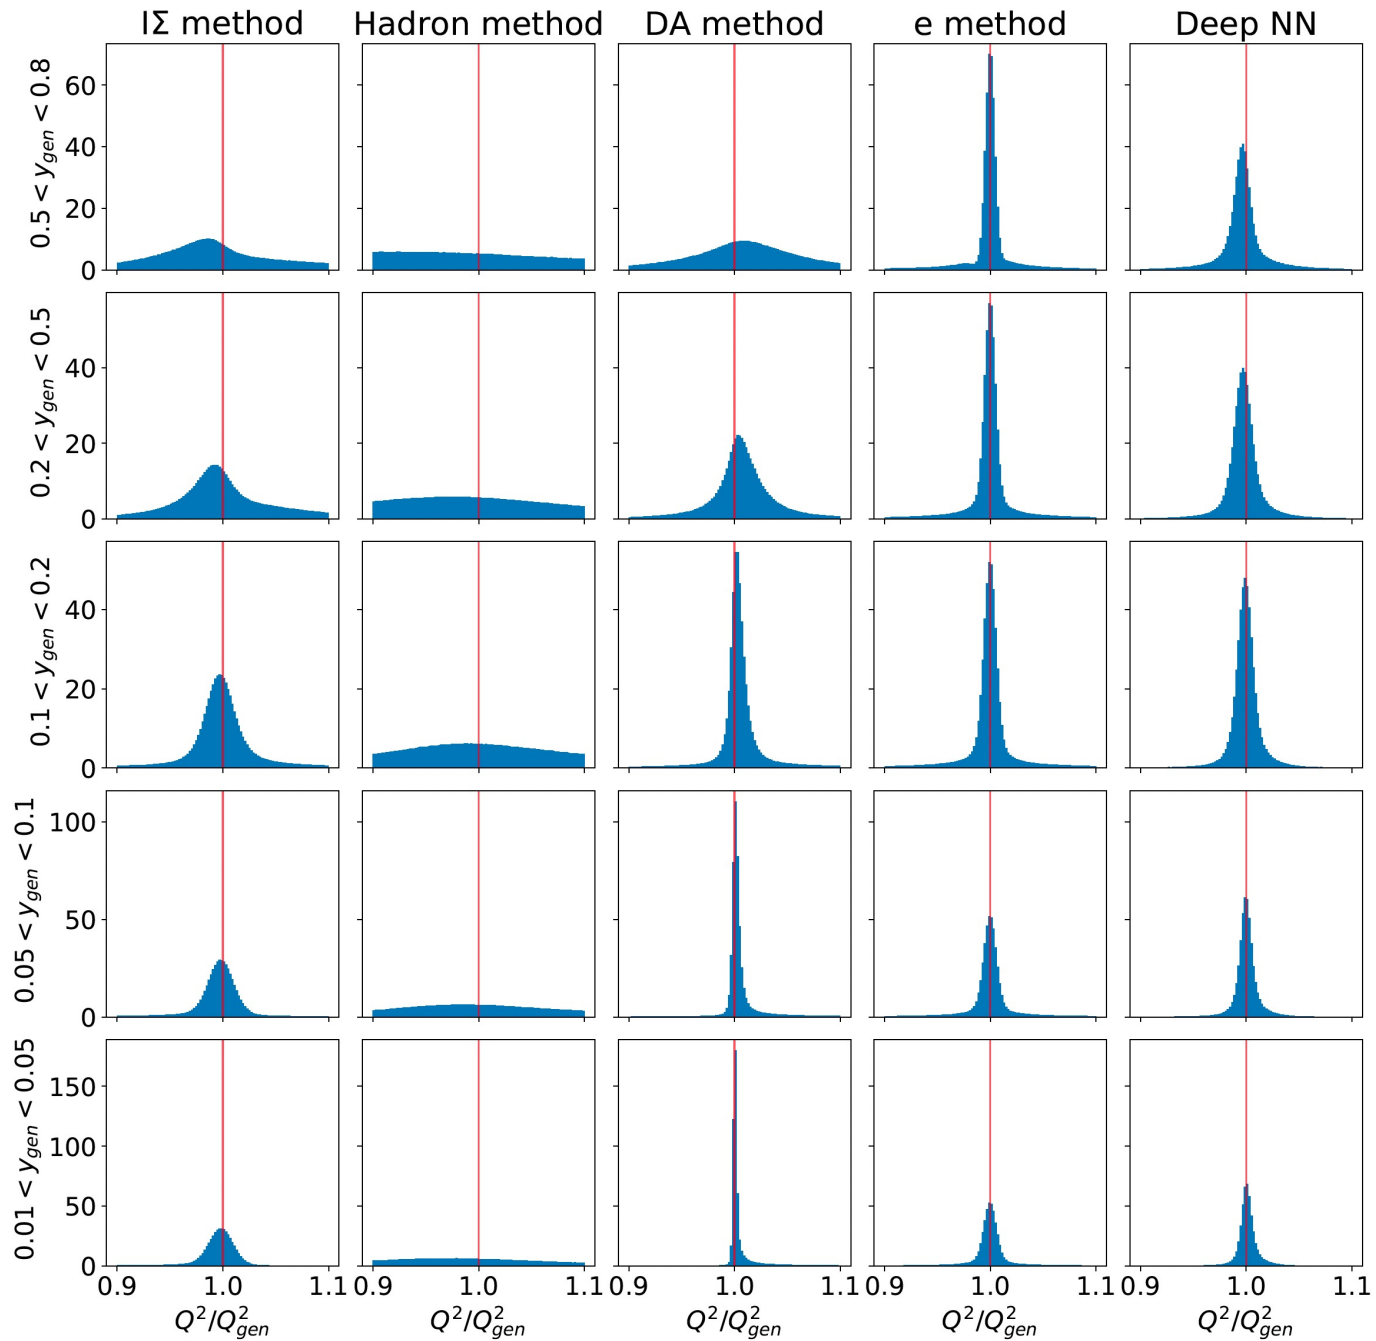 IΣ method Hadron method DA method e method Deep NN
0.5 < y_gen < 0.8
60
40
20
0
0.2 < y_gen < 0.5
40
20
0
0.1 < y_gen < 0.2
40
20
0
0.05 < y_gen < 0.1
100
50
0
0.01 < y_gen < 0.05
150
100
50
0
0.9 1.0 1.1 0.9 1.0 1.1 0.9 1.0 1.1 0.9 1.0 1.1 0.9 1.0 1.1
Q²/Q²_gen Q²/Q²_gen Q²/Q²_gen Q²/Q²_gen Q²/Q²_gen